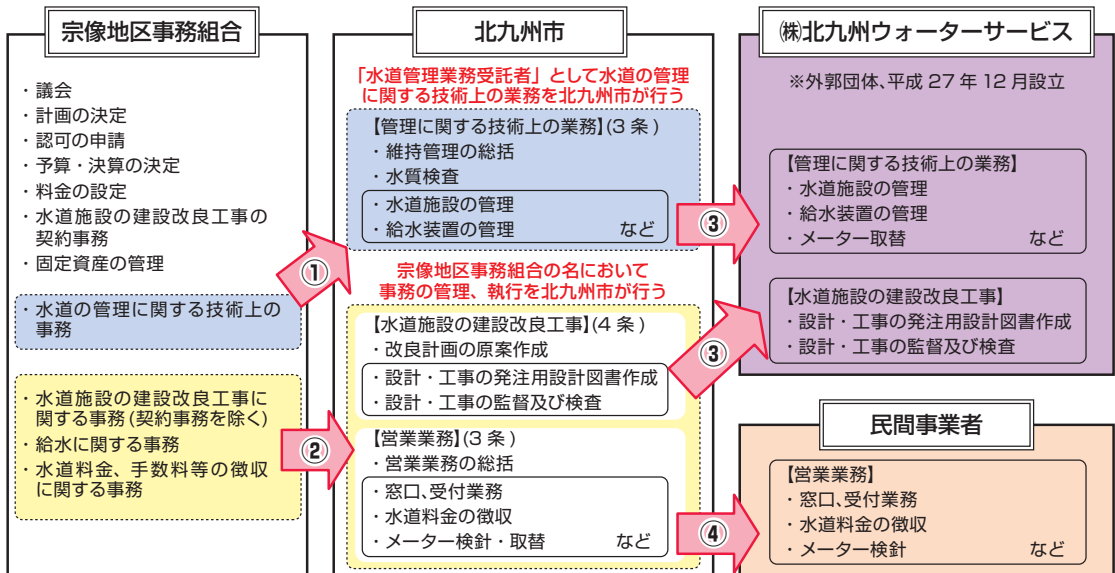 宗像地区事務組合
・議会
・計画の決定
・認可の申請
・予算・決算の決定
・料金の設定
・水道施設の建設改良工事の
契約事務
・固定資産の管理
・水道の管理に関する技術上の
事務
・水道施設の建設改良工事に
関する事務(契約事務を除く)
・給水に関する事務
・水道料金、手数料等の徴収
に関する事務
①
②
北九州市
「水道管理業務受託者」として水道の管理
に関する技術上の業務を北九州市が行う
【管理に関する技術上の業務】(3条)
・維持管理の総括
・水質検査
・水道施設の管理
・給水装置の管理 など
宗像地区事務組合の名において
事務の管理、執行を北九州市が行う
【水道施設の建設改良工事】(4条)
・改良計画の原案作成
・設計・工事の発注用設計図書作成
・設計・工事の監督及び検査
【営業業務】(3条)
・営業業務の総括
・窓口、受付業務
・水道料金の徴収
・メーター検針・取替 など
③
③
④
㈱北九州ウォーターサービス
※外郭団体、平成27年12月設立
【管理に関する技術上の業務】
・水道施設の管理
・給水装置の管理
・メーター取替 など
【水道施設の建設改良工事】
・設計・工事の発注用設計図書作成
・設計・工事の監督及び検査
民間事業者
【営業業務】
・窓口、受付業務
・水道料金の徴収
・メーター検針 など